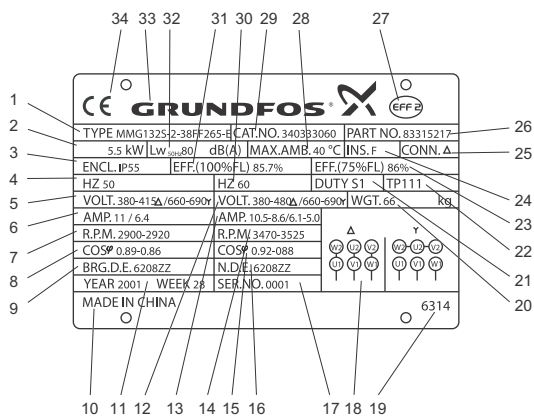 34 33 32 31 30 29 28 27
CE GRUNDFOS® X EFF 2
1 TYPE MMG132S-2-38FF265-E CAT.NO. 340333060 PART NO. 83315217 26
2 5.5 kW Lw 50Hz 80 dB(A) MAX.AMB. 40 °C INS. F CONN. Δ 25
3 ENCL. IP55 EFF.(100%FL) 85.7% EFF.(75%FL) 86% 24
4 HZ 50 HZ 60 DUTY S1 TP111 23
5 VOLT. 380-415Δ/660-690Y VOLT. 380-480Δ/660-690Y WGT. 66 kg 22
6 AMP. 11 / 6.4 AMP. 10.5-8.6/6.1-5.0 21
7 R.P.M. 2900-2920 R.P.M. 3470-3525 Δ Y 20
8 COSφ 0.89-0.86 COSφ 0.92-088 W2 U2 V2 W2 U2 V2
9 BRG.D.E. 6208ZZ N.D.E. 6208ZZ U1 V1 W1 U1 V1 W1
YEAR 2001 WEEK 28 SER.NO. 0001
MADE IN CHINA 6314
10 11 12 13 14 15 16 17 18 19